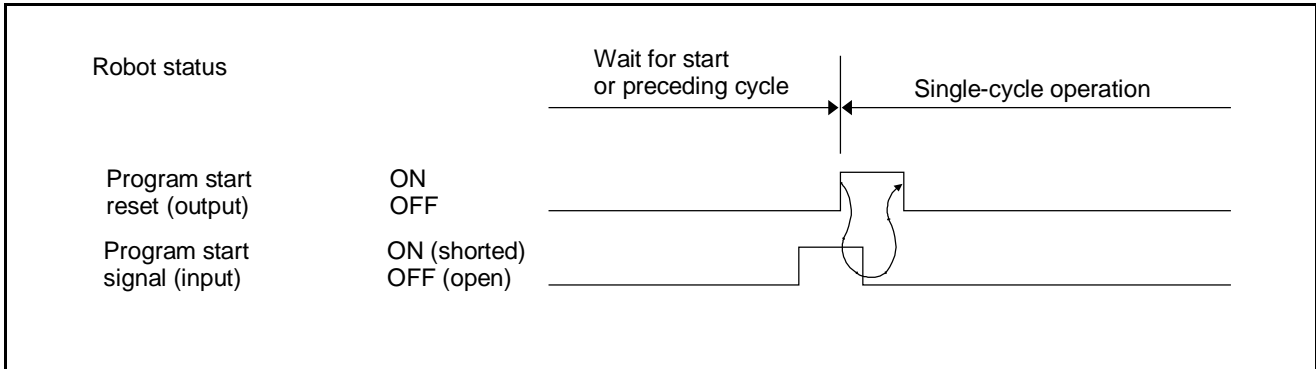 Robot status
Wait for start
or preceding cycle
Single-cycle operation
Program start
reset (output)
ON
OFF
Program start
signal (input)
ON (shorted)
OFF (open)